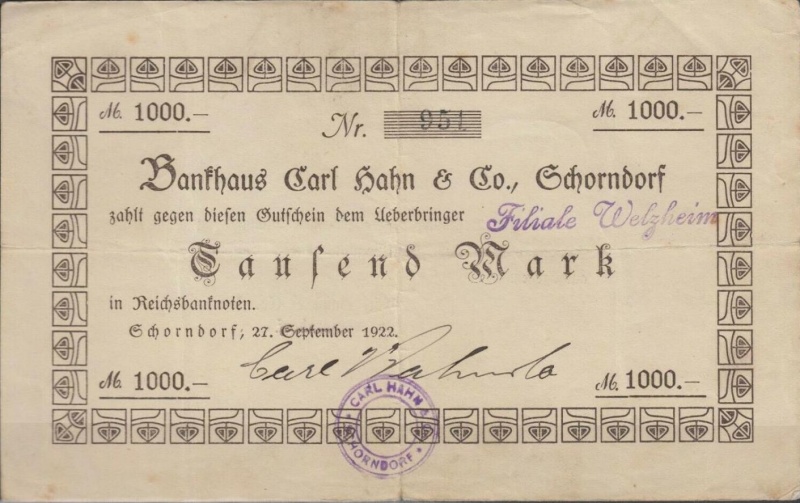 M. 1000.- M. 1000.-
Nr. 951
Bankhaus Carl Hahn & Co., Schorndorf
zahlt gegen diesen Gutschein dem Ueberbringer Filiale Welzheim
Tausend Mark
in Reichsbanknoten.
Schorndorf, 27. September 1922.
Carl Hahn & Co
M. 1000.- M. 1000.-
CARL HAHN &
SCHORNDORF